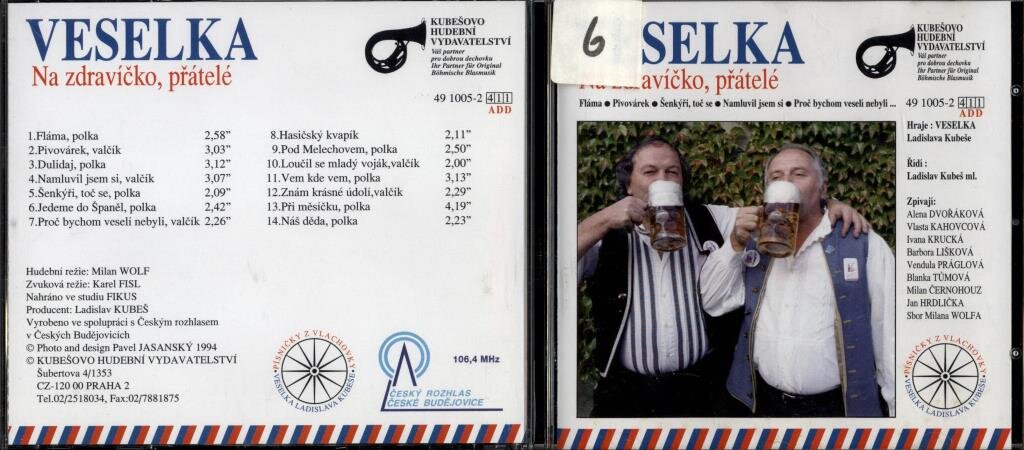 VESELKA
Na zdravíčko, přátelé
KUBEŠOVO
HUDEBNÍ
VYDAVATELSTVÍ
Váš partner
pro dobrou dechovku
Ihr Partner für Original
Böhmische Blasmusik
49 1005-2 411
ADD
1.Fláma, polka 2,58"
2.Pivovárek, valčík 3,03"
3.Dulidaj, polka 3,12"
4.Namluvil jsem si, valčík 3,07"
5.Šenkýři, toč se, polka 2,09"
6.Jedeme do Španěl, polka 2,42"
7.Proč bychom veselí nebyli, valčík 2,26"
8.Hasičský kvapík 2,11"
9.Pod Melechovem, polka 2,50"
10.Loučil se mladý voják,valčík 2,00"
11.Vem kde vem, polka 3,13"
12.Znám krásné údolí,valčík 2,29"
13.Při měsíčku, polka 4,19"
14.Náš děda, polka 2,23"
Hudební režie: Milan WOLF
Zvuková režie: Karel FISL
Nahráno ve studiu FIKUS
Producent: Ladislav KUBEŠ
Vyrobeno ve spolupráci s Českým rozhlasem
v Českých Budějovicích
© Photo and design Pavel JASANSKÝ 1994
© KUBEŠOVO HUDEBNÍ VYDAVATELSTVÍ
Šubertova 4/1353
CZ-120 00 PRAHA 2
Tel.02/2518034, Fax:02/7881875
PÍSNIČKY Z VLACHOVKY
VESELKA LADISLAVA KUBEŠE
106,4 MHz
ČESKÝ ROZHLAS
ČESKÉ BUDĚJOVICE
6
SELKA
Na zdravíčko, přátelé
KUBEŠOVO
HUDEBNÍ
VYDAVATELSTVÍ
Váš partner
pro dobrou dechovku
Ihr Partner für Original
Böhmische Blasmusik
Fláma ● Pivovárek ● Šenkýři, toč se ● Namluvil jsem si ● Proč bychom veselí nebyli ...
49 1005-2 411
ADD
Hraje : VESELKA
Ladislava Kubeše
Řídí :
Ladislav Kubeš ml.
Zpivaji:
Alena DVOŘÁKOVÁ
Vlasta KAHOVCOVÁ
Ivana KRUCKÁ
Barbora LIŠKOVÁ
Vendula PRÁGLOVÁ
Blanka TŮMOVÁ
Milan ČERNOHOUZ
Jan HRDLIČKA
Sbor Milana WOLFA
PÍSNIČKY Z VLACHOVKY
VESELKA LADISLAVA KUBEŠE